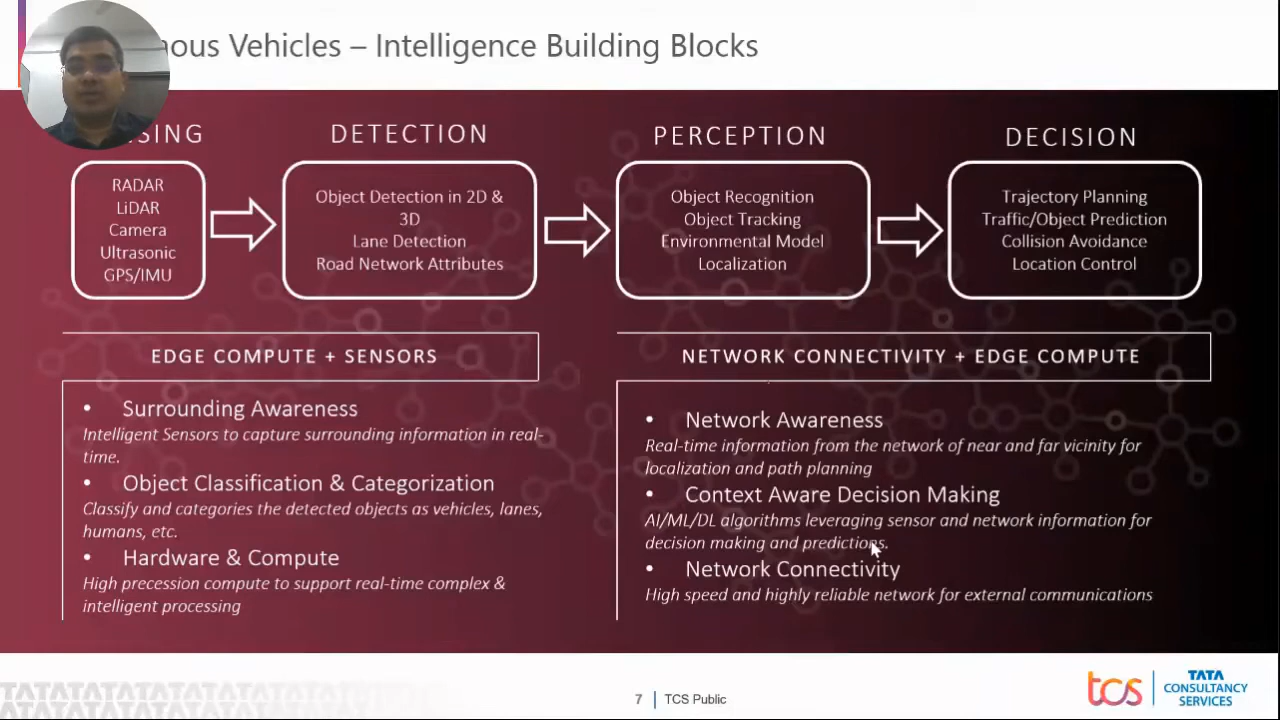 nous Vehicles – Intelligence Building Blocks
SING
DETECTION
PERCEPTION
DECISION
RADAR
LiDAR
Camera
Ultrasonic
GPS/IMU
Object Detection in 2D &
3D
Lane Detection
Road Network Attributes
Object Recognition
Object Tracking
Environmental Model
Localization
Trajectory Planning
Traffic/Object Prediction
Collision Avoidance
Location Control
EDGE COMPUTE + SENSORS
• Surrounding Awareness
Intelligent Sensors to capture surrounding information in real-
time.
• Object Classification & Categorization
Classify and categories the detected objects as vehicles, lanes,
humans, etc.
• Hardware & Compute
High precession compute to support real-time complex &
intelligent processing
NETWORK CONNECTIVITY + EDGE COMPUTE
• Network Awareness
Real-time information from the network of near and far vicinity for
localization and path planning
• Context Aware Decision Making
AI/ML/DL algorithms leveraging sensor and network information for
decision making and predictions.
• Network Connectivity
High speed and highly reliable network for external communications
7 | TCS Public
tcs
TATA
CONSULTANCY
SERVICES